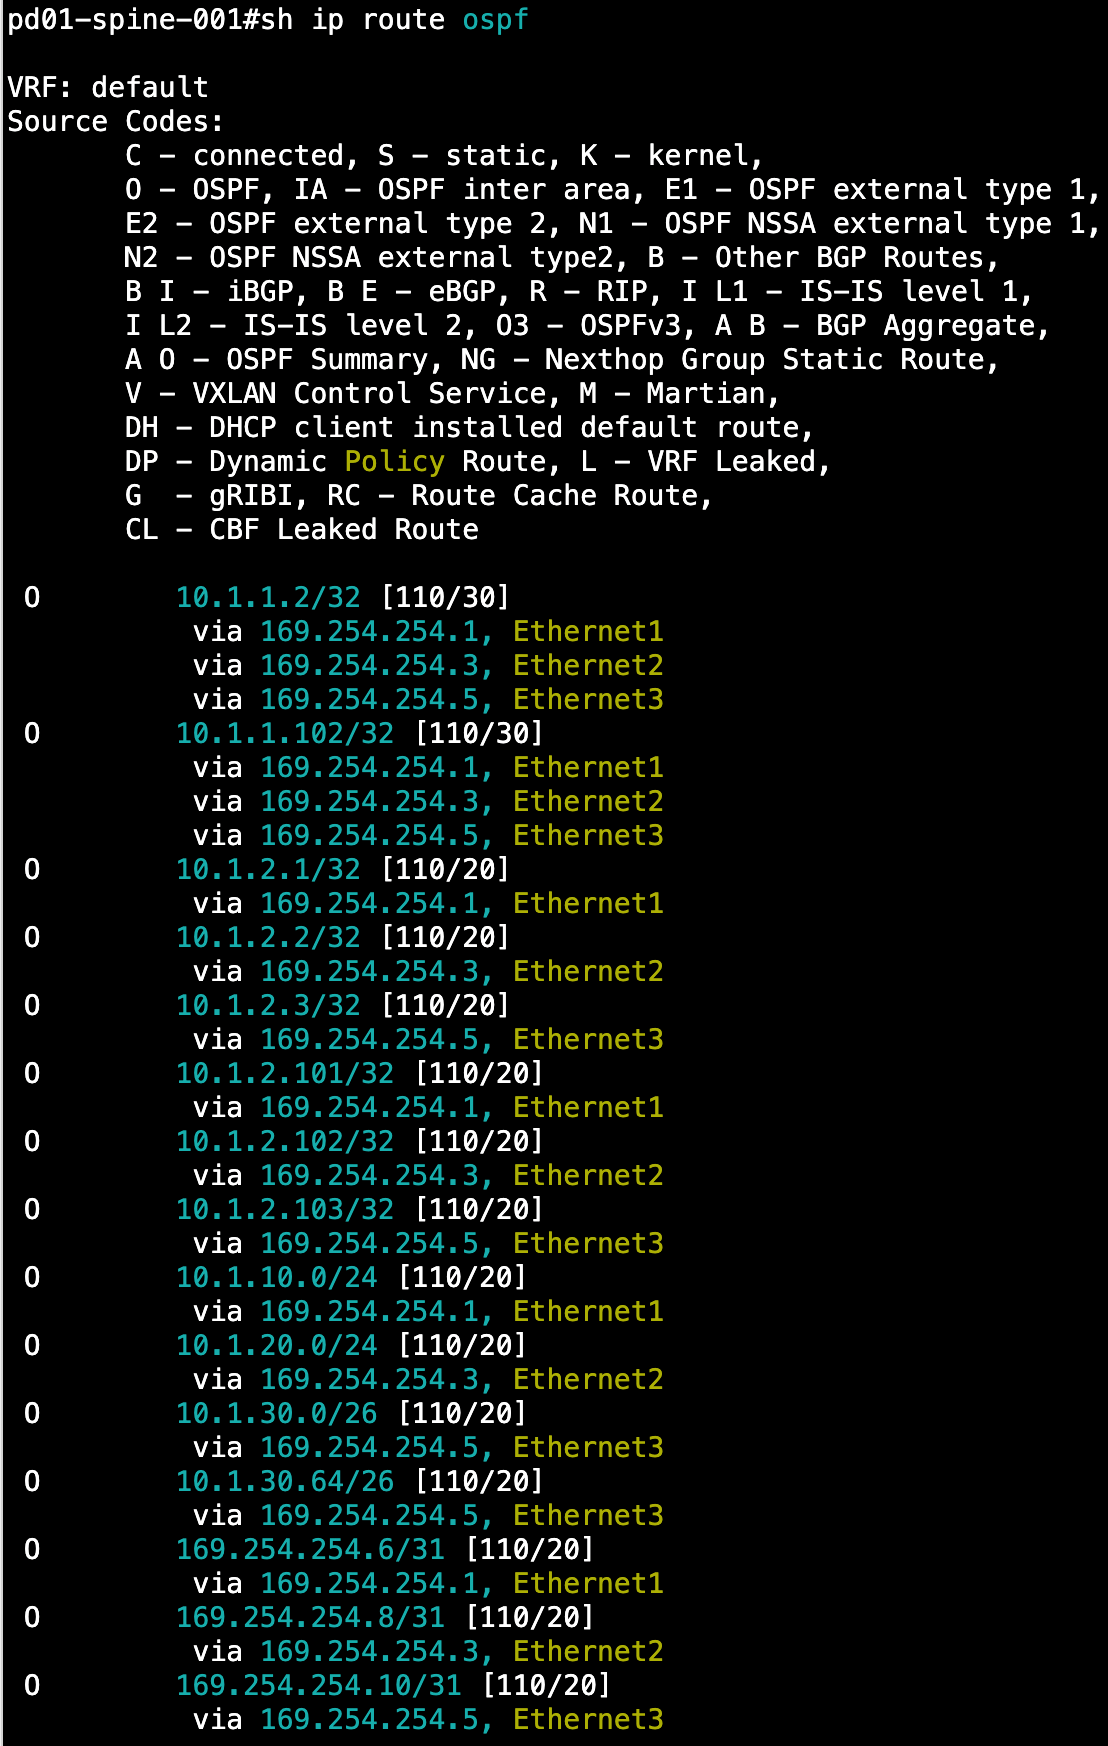 pd01-spine-001#sh ip route ospf
VRF: default
Source Codes:
C - connected, S - static, K - kernel,
O - OSPF, IA - OSPF inter area, E1 - OSPF external type 1,
E2 - OSPF external type 2, N1 - OSPF NSSA external type 1,
N2 - OSPF NSSA external type2, B - Other BGP Routes,
B I - iBGP, B E - eBGP, R - RIP, I L1 - IS-IS level 1,
I L2 - IS-IS level 2, O3 - OSPFv3, A B - BGP Aggregate,
A O - OSPF Summary, NG - Nexthop Group Static Route,
V - VXLAN Control Service, M - Martian,
DH - DHCP client installed default route,
DP - Dynamic Policy Route, L - VRF Leaked,
G  - gRIBI, RC - Route Cache Route,
CL - CBF Leaked Route
O        10.1.1.2/32 [110/30]
via 169.254.254.1, Ethernet1
via 169.254.254.3, Ethernet2
via 169.254.254.5, Ethernet3
O        10.1.1.102/32 [110/30]
via 169.254.254.1, Ethernet1
via 169.254.254.3, Ethernet2
via 169.254.254.5, Ethernet3
O        10.1.2.1/32 [110/20]
via 169.254.254.1, Ethernet1
O        10.1.2.2/32 [110/20]
via 169.254.254.3, Ethernet2
O        10.1.2.3/32 [110/20]
via 169.254.254.5, Ethernet3
O        10.1.2.101/32 [110/20]
via 169.254.254.1, Ethernet1
O        10.1.2.102/32 [110/20]
via 169.254.254.3, Ethernet2
O        10.1.2.103/32 [110/20]
via 169.254.254.5, Ethernet3
O        10.1.10.0/24 [110/20]
via 169.254.254.1, Ethernet1
O        10.1.20.0/24 [110/20]
via 169.254.254.3, Ethernet2
O        10.1.30.0/26 [110/20]
via 169.254.254.5, Ethernet3
O        10.1.30.64/26 [110/20]
via 169.254.254.5, Ethernet3
O        169.254.254.6/31 [110/20]
via 169.254.254.1, Ethernet1
O        169.254.254.8/31 [110/20]
via 169.254.254.3, Ethernet2
O        169.254.254.10/31 [110/20]
via 169.254.254.5, Ethernet3